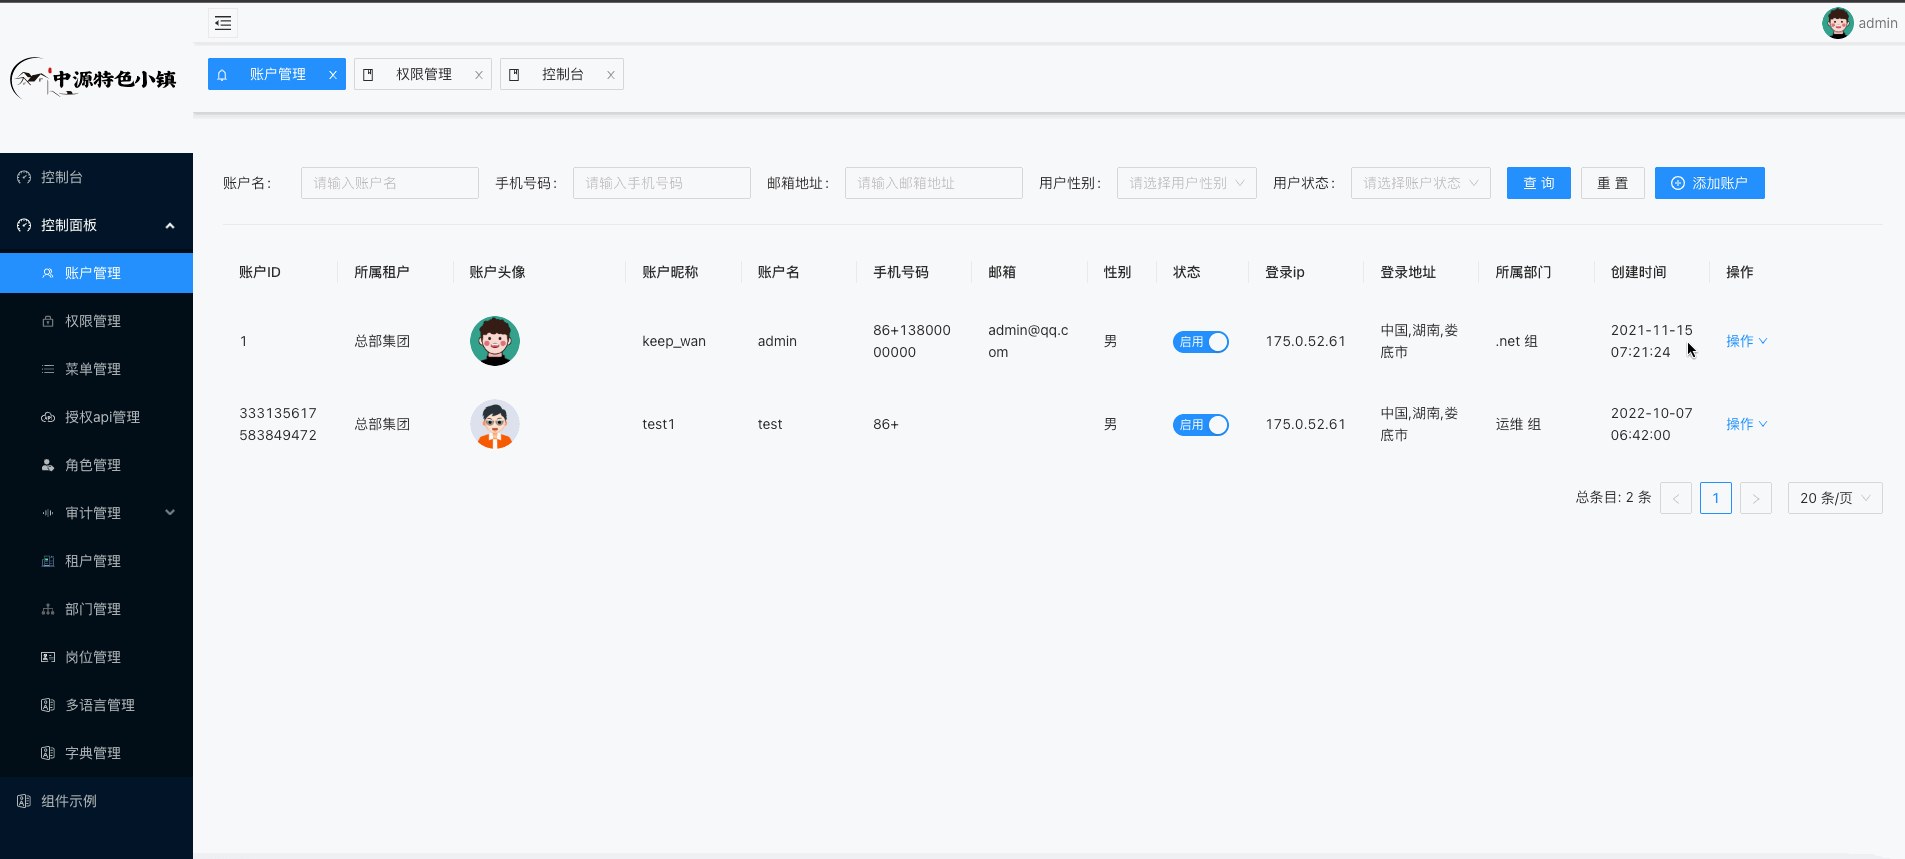 admin
中源特色小镇
账户管理 x
权限管理 x
控制台 x
控制台
控制面板
账户管理
权限管理
菜单管理
授权api管理
角色管理
审计管理
租户管理
部门管理
岗位管理
多语言管理
字典管理
组件示例
账户名: 请输入账户名 手机号码: 请输入手机号码 邮箱地址: 请输入邮箱地址 用户性别: 请选择用户性别 用户状态: 请选择账户状态 查 询 重 置 添加账户
账户ID 所属租户 账户头像 账户昵称 账户名 手机号码 邮箱 性别 状态 登录ip 登录地址 所属部门 创建时间 操作
1 总部集团 keep_wan admin 86+138000 admin@qq.c 男 启用 175.0.52.61 中国,湖南,娄 .net 组 2021-11-15 操作
00000 om 底市 07:21:24
333135617 总部集团 test1 test 86+ 男 启用 175.0.52.61 中国,湖南,娄 运维 组 2022-10-07 操作
583849472 底市 06:42:00
总条目: 2 条 < 1 > 20 条/页